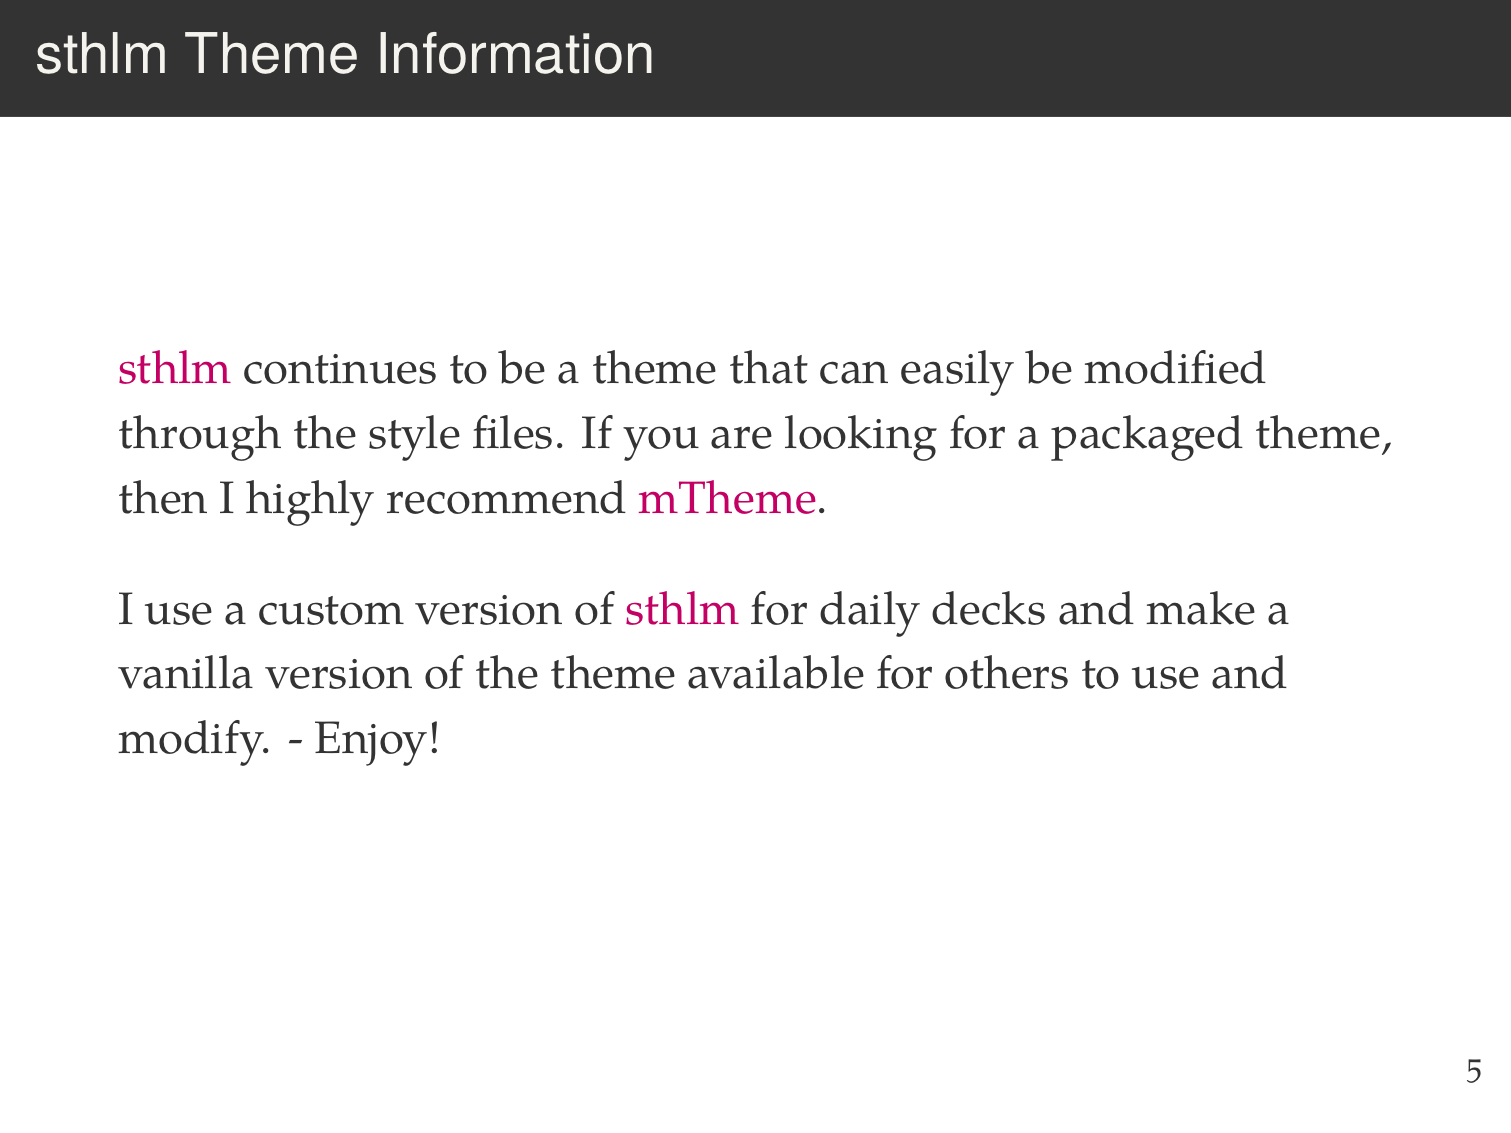 sthlm Theme Information
sthlm continues to be a theme that can easily be modified
through the style files. If you are looking for a packaged theme,
then I highly recommend mTheme.
I use a custom version of sthlm for daily decks and make a
vanilla version of the theme available for others to use and
modify. - Enjoy!
5